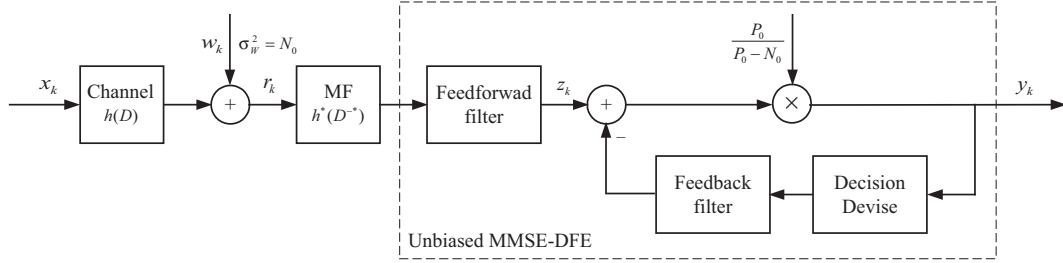 x_k
Channel
h(D)
w_k
σ_W^2 = N_0
+
r_k
MF
h^*(D^{-*})
Feedforwad
filter
z_k
+
−
P_0
P_0 − N_0
×
y_k
Feedback
filter
Decision
Devise
Unbiased MMSE-DFE